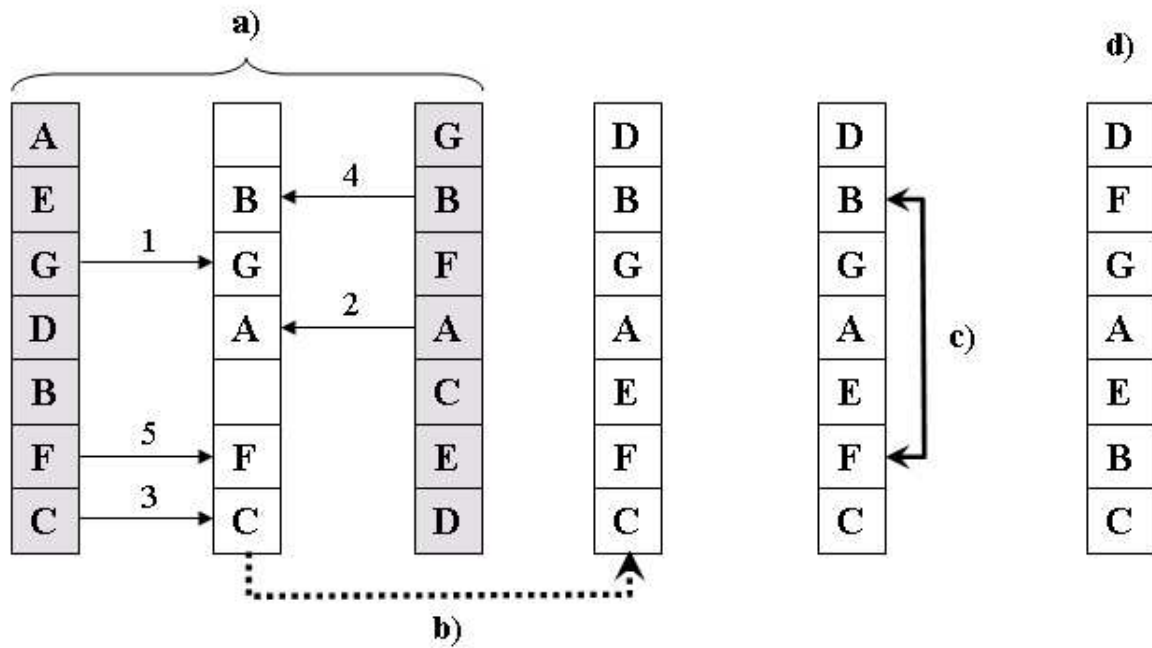 a)
d)
A G D D D
E B 4 B B B F
G 1 G F G G G
D A 2 A A A A
B C E E E
F 5 F E F F B
C 3 C D C C C
c)
b)